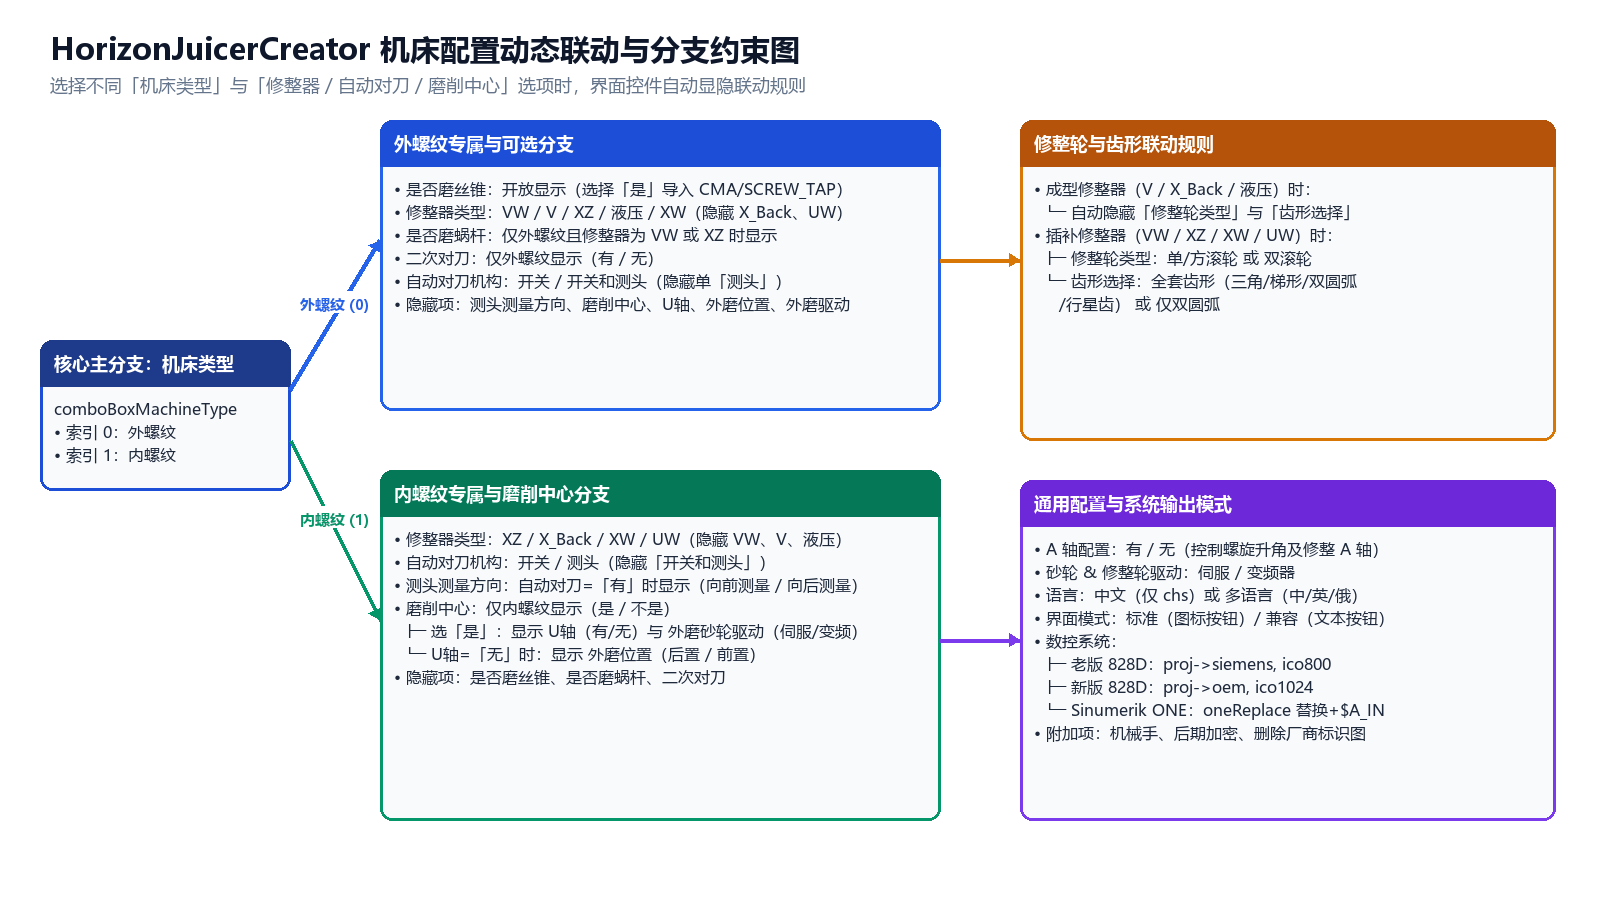 HorizonJuicerCreator 机床配置动态联动与分支约束图
选择不同「机床类型」与「修整器 / 自动对刀 / 磨削中心」选项时，界面控件自动显隐联动规则
核心主分支：机床类型
comboBoxMachineType
• 索引 0：外螺纹
• 索引 1：内螺纹
外螺纹 (0)
内螺纹 (1)
外螺纹专属与可选分支
• 是否磨丝锥：开放显示（选择「是」导入 CMA/SCREW_TAP）
• 修整器类型：VW / V / XZ / 液压 / XW（隐藏 X_Back、UW）
• 是否磨蜗杆：仅外螺纹且修整器为 VW 或 XZ 时显示
• 二次对刀：仅外螺纹显示（有 / 无）
• 自动对刀机构：开关 / 开关和测头（隐藏单「测头」）
• 隐藏项：测头测量方向、磨削中心、U轴、外磨位置、外磨驱动
修整轮与齿形联动规则
• 成型修整器（V / X_Back / 液压）时：
└─ 自动隐藏「修整轮类型」与「齿形选择」
• 插补修整器（VW / XZ / XW / UW）时：
├─ 修整轮类型：单/方滚轮 或 双滚轮
└─ 齿形选择：全套齿形（三角/梯形/双圆弧
/行星齿） 或 仅双圆弧
内螺纹专属与磨削中心分支
• 修整器类型：XZ / X_Back / XW / UW（隐藏 VW、V、液压）
• 自动对刀机构：开关 / 测头（隐藏「开关和测头」）
• 测头测量方向：自动对刀=「有」时显示（向前测量 / 向后测量）
• 磨削中心：仅内螺纹显示（是 / 不是）
├─ 选「是」：显示 U轴（有/无）与 外磨砂轮驱动（伺服/变频）
└─ U轴=「无」时：显示 外磨位置（后置 / 前置）
• 隐藏项：是否磨丝锥、是否磨蜗杆、二次对刀
通用配置与系统输出模式
• A 轴配置：有 / 无（控制螺旋升角及修整 A 轴）
• 砂轮 & 修整轮驱动：伺服 / 变频器
• 语言：中文（仅 chs）或 多语言（中/英/俄）
• 界面模式：标准（图标按钮）/ 兼容（文本按钮）
• 数控系统：
├─ 老版 828D：proj->siemens, ico800
├─ 新版 828D：proj->oem, ico1024
└─ Sinumerik ONE：oneReplace 替换+$A_IN
• 附加项：机械手、后期加密、删除厂商标识图